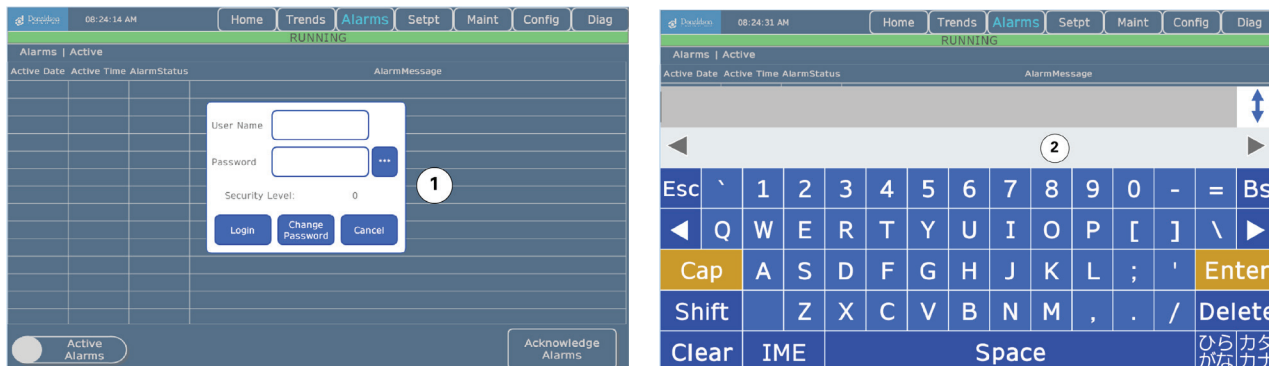 Donaldson 08:24:14 AM Home Trends Alarms Setpt Maint Config Diag
RUNNING
Alarms | Active
Active Date Active Time AlarmStatus AlarmMessage
User Name
Password ...
Security Level: 0
Login Change Password Cancel
1
Active Alarms
Acknowledge Alarms
Donaldson 08:24:31 AM Home Trends Alarms Setpt Maint Config Diag
RUNNING
Alarms | Active
Active Date Active Time AlarmStatus AlarmMessage
2
Esc ` 1 2 3 4 5 6 7 8 9 0 - = Bs
Q W E R T Y U I O P [ ] \
Cap A S D F G H J K L ; ' Enter
Shift Z X C V B N M , . / Delete
Clear IME Space ひらがな カタカナ